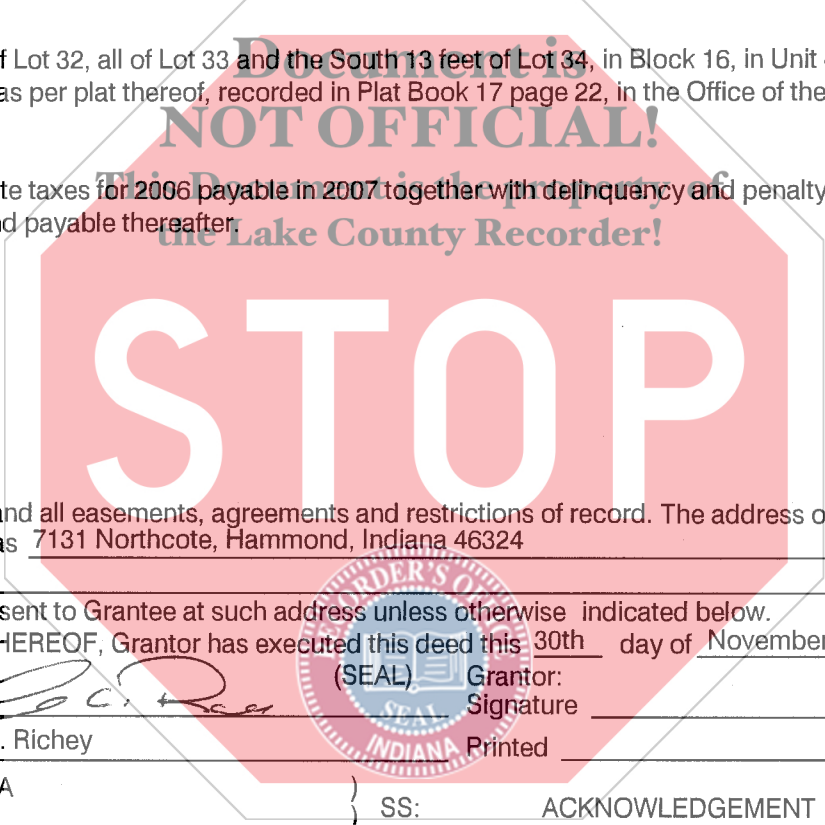 Document is
f Lot 32, all of Lot 33 and the South 13 feet of Lot 34, in Block 16, in Unit
as per plat thereof, recorded in Plat Book 17 page 22, in the Office of the
NOT OFFICIAL!
This Document is the property of
te taxes for 2006 payable in 2007 together with delinquency and penalty
d payable thereafter.
the Lake County Recorder!
STOP
and all easements, agreements and restrictions of record. The address o
as 7131 Northcote, Hammond, Indiana 46324
RECORDER'S OFFICE
sent to Grantee at such address unless otherwise indicated below.
HEREOF, Grantor has executed this deed this 30th day of November
(SEAL) Grantor:
Signature
SEAL
. Richey Printed
INDIANA
A ) SS: ACKNOWLEDGEMENT
)